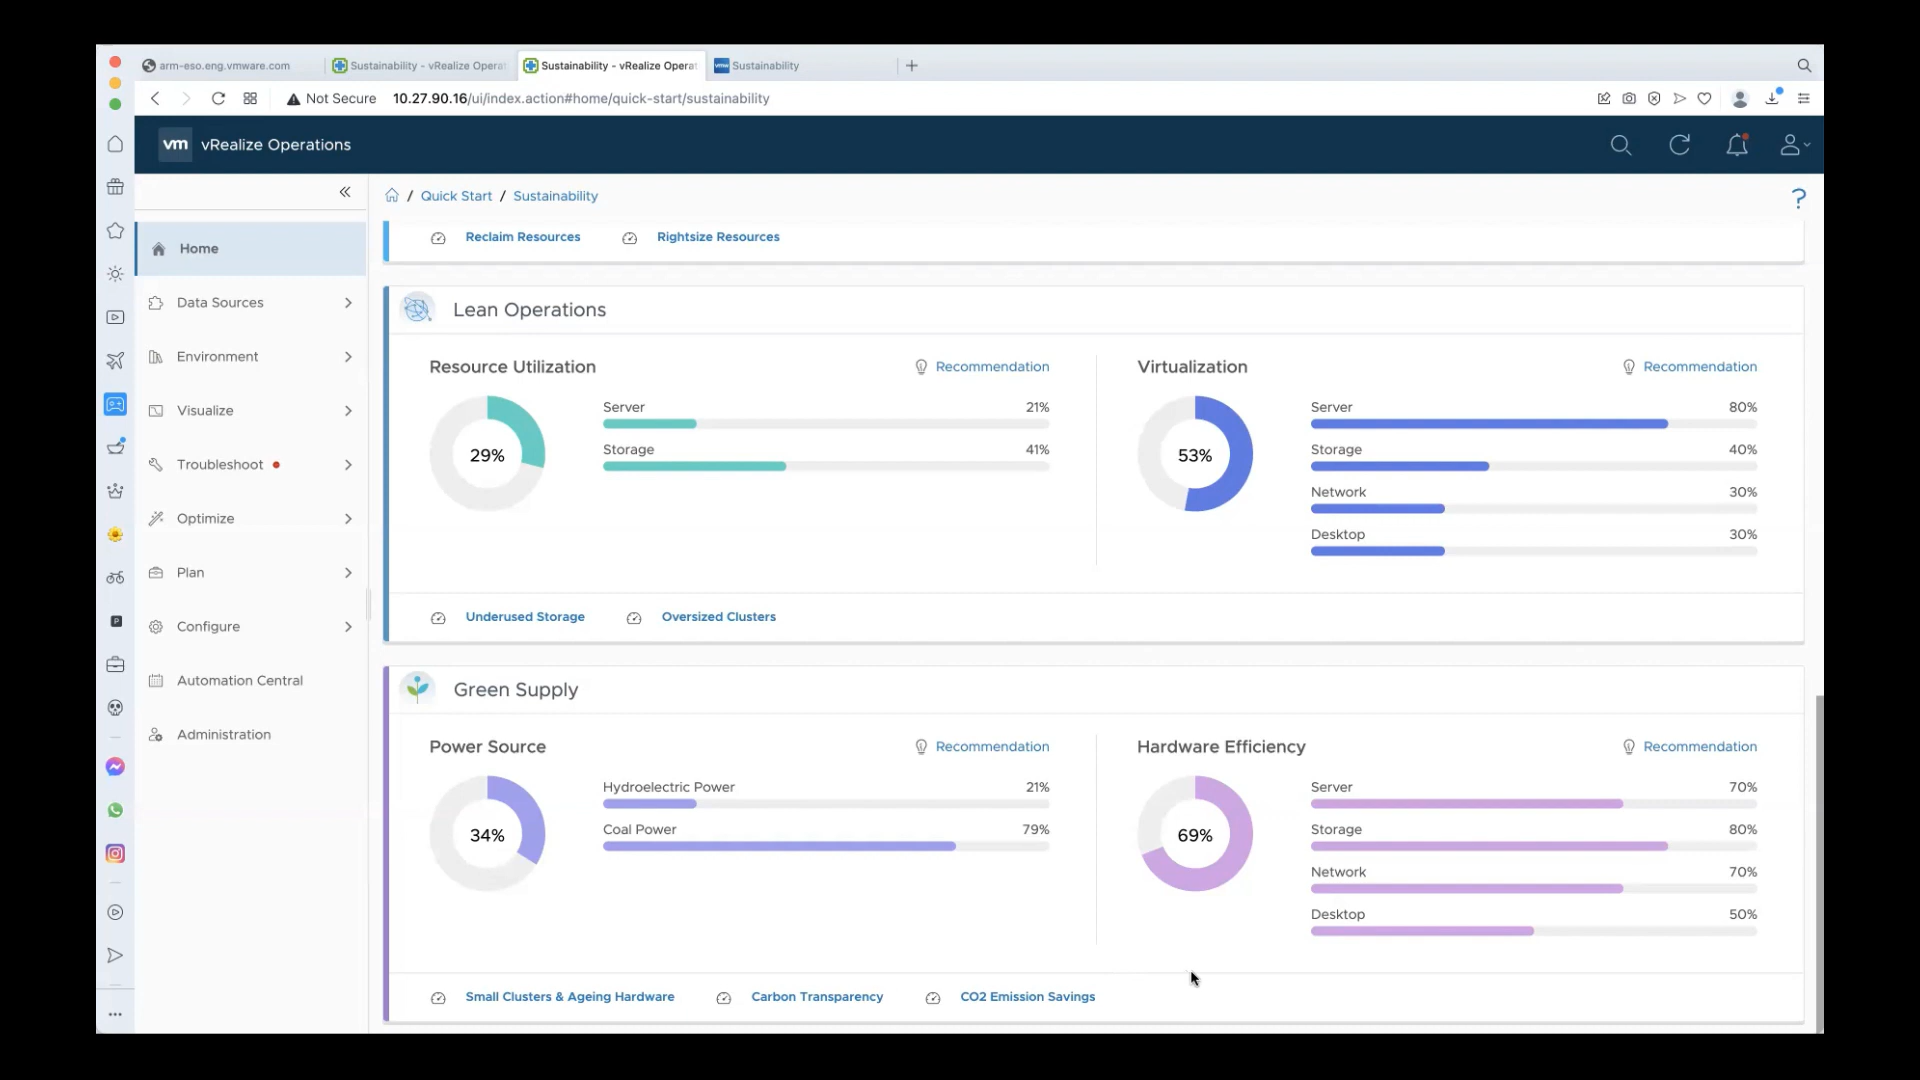 arm-eso.eng.vmware.com
Sustainability - vRealize Operat
Sustainability - vRealize Operat
vmw Sustainability
Not Secure 10.27.90.16/ui/index.action#home/quick-start/sustainability
vm vRealize Operations
/ Quick Start / Sustainability ?
Home
Data Sources
Environment
Visualize
Troubleshoot
Optimize
Plan
Configure
Automation Central
Administration
Reclaim Resources Rightsize Resources
Lean Operations
Resource Utilization Recommendation
29%
Server 21%
Storage 41%
Virtualization Recommendation
53%
Server 80%
Storage 40%
Network 30%
Desktop 30%
Underused Storage Oversized Clusters
Green Supply
Power Source Recommendation
34%
Hydroelectric Power 21%
Coal Power 79%
Hardware Efficiency Recommendation
69%
Server 70%
Storage 80%
Network 70%
Desktop 50%
Small Clusters & Ageing Hardware Carbon Transparency CO2 Emission Savings
P